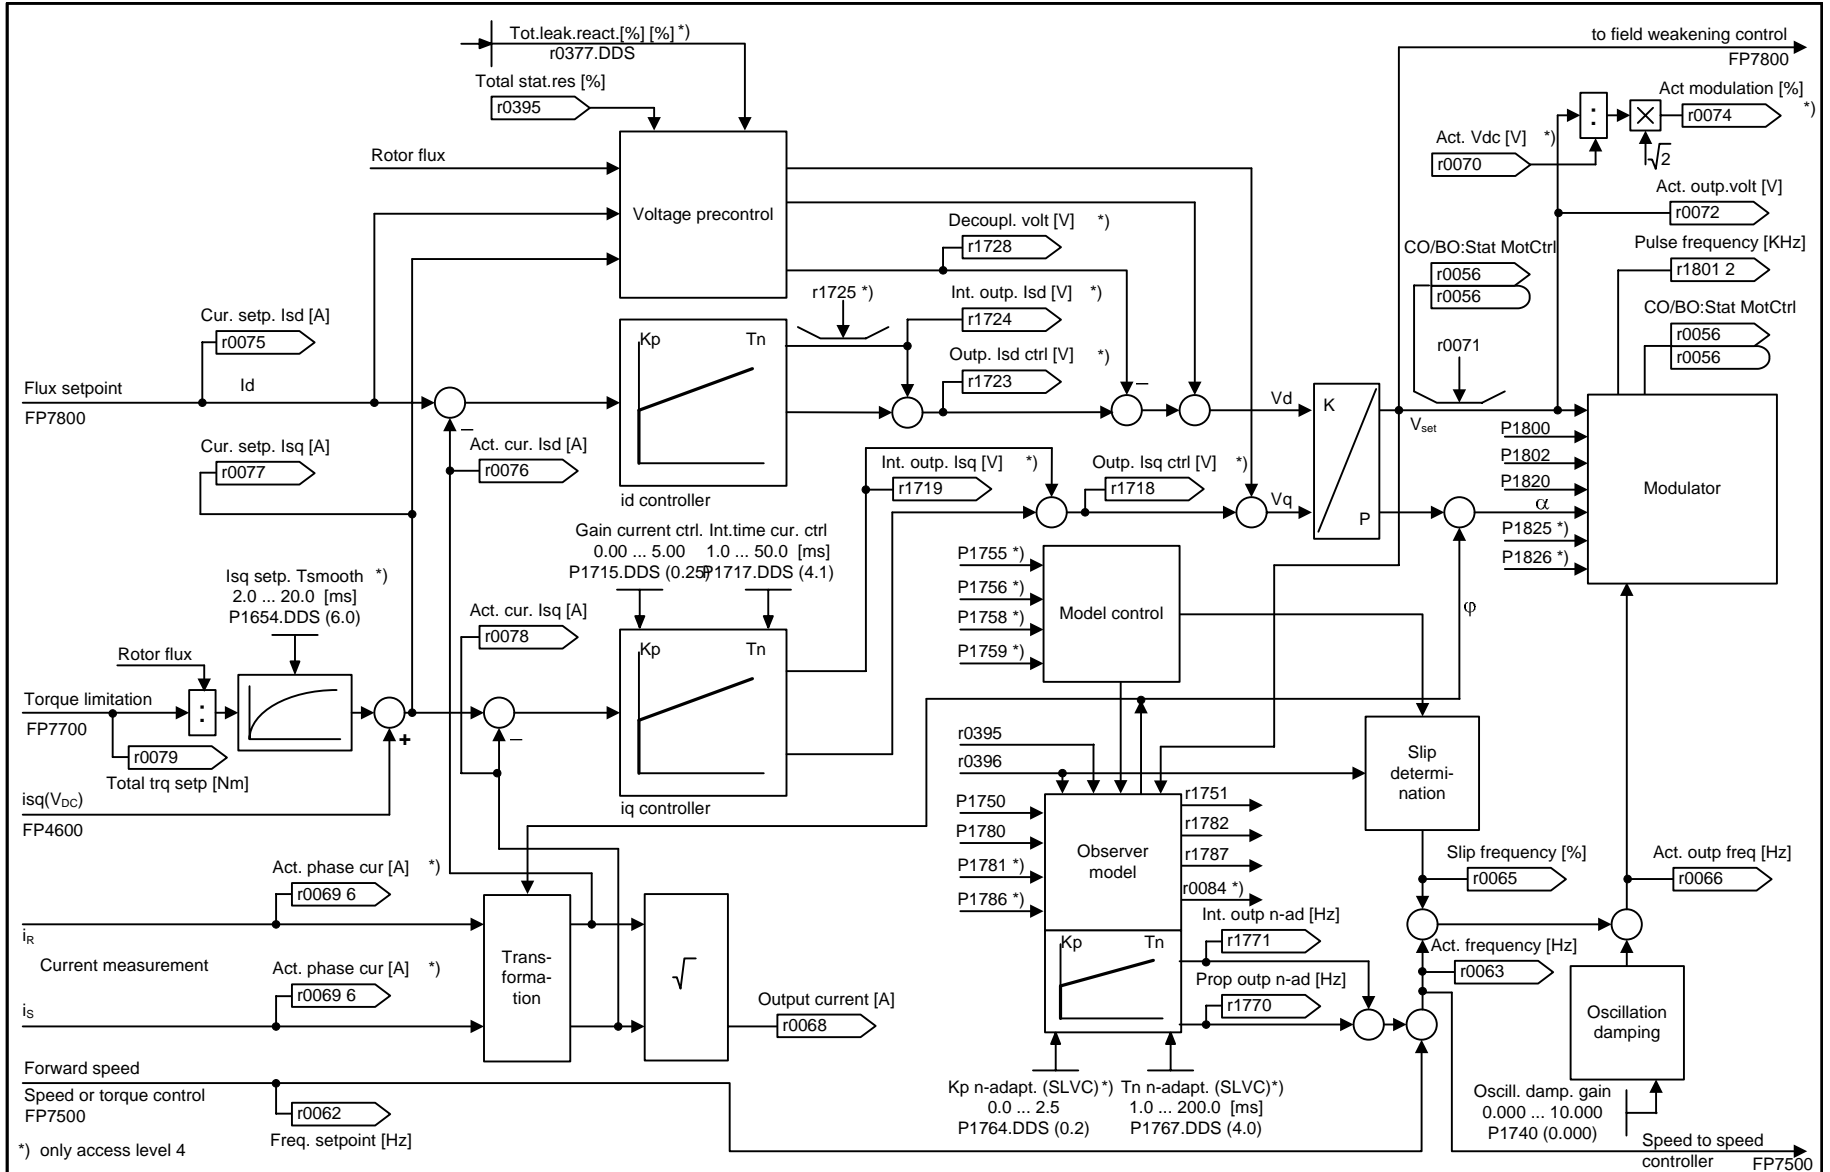 Tot.leak.react.[%] [%] *)
r0377.DDS
Total stat.res [%]
r0395
Rotor flux
Voltage precontrol
to field weakening control
FP7800
Act modulation [%]
r0074 *)
Act. Vdc [V] *)
r0070
√2
Act. outp.volt [V]
r0072
Decoupl. volt [V] *)
r1728
CO/BO:Stat MotCtrl
r0056
r0056
Pulse frequency [KHz]
r1801 2
CO/BO:Stat MotCtrl
r0056
r0056
r1725 *)
Int. outp. Isd [V] *)
r1724
Cur. setp. Isd [A]
r0075
Kp Tn
Outp. Isd ctrl [V] *)
r1723
r0071
Flux setpoint
Id
FP7800
–
–
Vd
K
P
Vset
Cur. setp. Isq [A]
r0077
Act. cur. Isd [A]
r0076
id controller
Int. outp. Isq [V] *)
r1719
Outp. Isq ctrl [V] *)
r1718
Vq
P1800
P1802
P1820
α
P1825 *)
P1826 *)
Modulator
Gain current ctrl.
0.00 ... 5.00
P1715.DDS (0.25)
Int.time cur. ctrl
1.0 ... 50.0 [ms]
P1717.DDS (4.1)
Isq setp. Tsmooth *)
2.0 ... 20.0 [ms]
P1654.DDS (6.0)
Act. cur. Isq [A]
r0078
Kp Tn
iq controller
P1755 *)
P1756 *)
P1758 *)
P1759 *)
Model control
φ
Rotor flux
Torque limitation
FP7700
:
+
–
r0079
Total trq setp [Nm]
isq(VDC)
FP4600
r0395
r0396
Slip
determi-
nation
P1750
P1780
P1781 *)
P1786 *)
Observer
model
r1751
r1782
r1787
r0084 *)
Slip frequency [%]
r0065
Act. outp freq [Hz]
r0066
Act. phase cur [A] *)
r0069 6
iR
Current measurement
Act. phase cur [A] *)
r0069 6
iS
Trans-
forma-
tion
√
Output current [A]
r0068
Kp Tn
Int. outp n-ad [Hz]
r1771
Prop outp n-ad [Hz]
r1770
Act. frequency [Hz]
r0063
Oscillation
damping
Forward speed
Speed or torque control
FP7500
r0062
Freq. setpoint [Hz]
Kp n-adapt. (SLVC)*)
0.0 ... 2.5
P1764.DDS (0.2)
Tn n-adapt. (SLVC)*)
1.0 ... 200.0 [ms]
P1767.DDS (4.0)
Oscill. damp. gain
0.000 ... 10.000
P1740 (0.000)
Speed to speed
controller FP7500
*) only access level 4